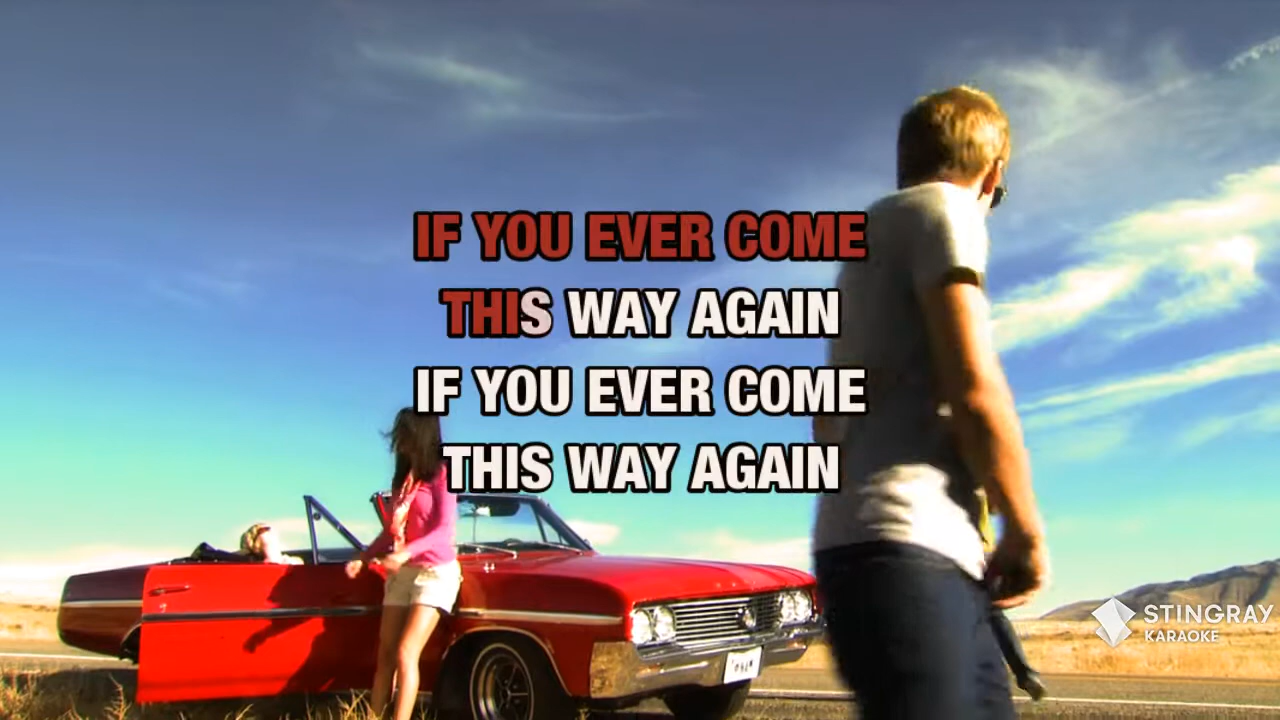 IF YOU EVER COME
THIS WAY AGAIN
IF YOU EVER COME
THIS WAY AGAIN
STINGRAY
KARAOKE